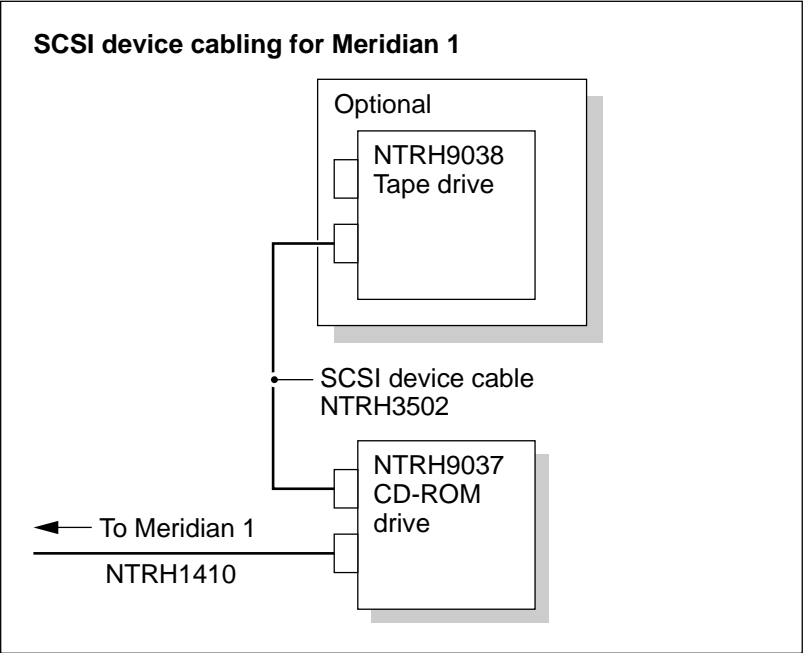 SCSI device cabling for Meridian 1
Optional
NTRH9038
Tape drive
SCSI device cable
NTRH3502
NTRH9037
CD-ROM
drive
To Meridian 1
NTRH1410